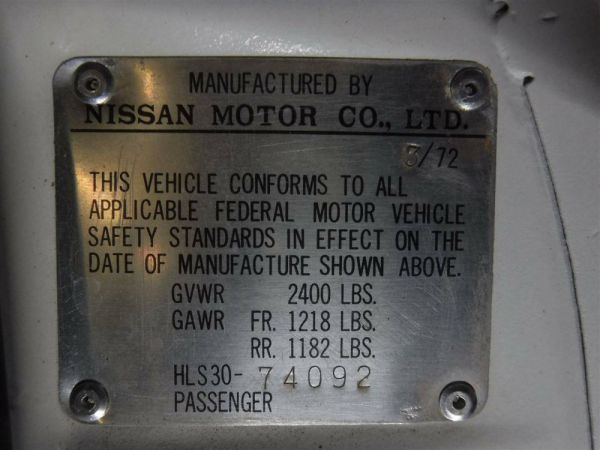 MANUFACTURED BY
NISSAN MOTOR CO., LTD.
3/72
THIS VEHICLE CONFORMS TO ALL
APPLICABLE FEDERAL MOTOR VEHICLE
SAFETY STANDARDS IN EFFECT ON THE
DATE OF MANUFACTURE SHOWN ABOVE.
GVWR 2400 LBS.
GAWR FR. 1218 LBS.
RR. 1182 LBS.
HLS30-74092
PASSENGER